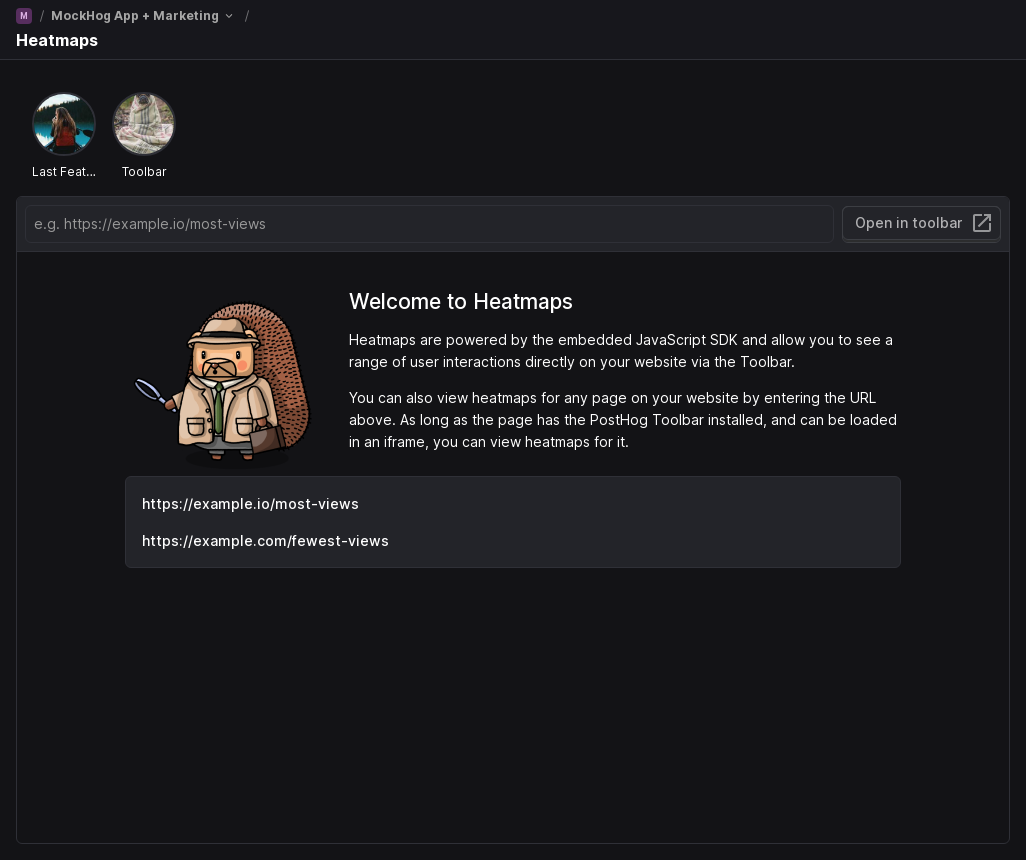 M / MockHog App + Marketing /
Heatmaps
Last Feat... Toolbar
e.g. https://example.io/most-views Open in toolbar
Welcome to Heatmaps
Heatmaps are powered by the embedded JavaScript SDK and allow you to see a
range of user interactions directly on your website via the Toolbar.
You can also view heatmaps for any page on your website by entering the URL
above. As long as the page has the PostHog Toolbar installed, and can be loaded
in an iframe, you can view heatmaps for it.
https://example.io/most-views
https://example.com/fewest-views